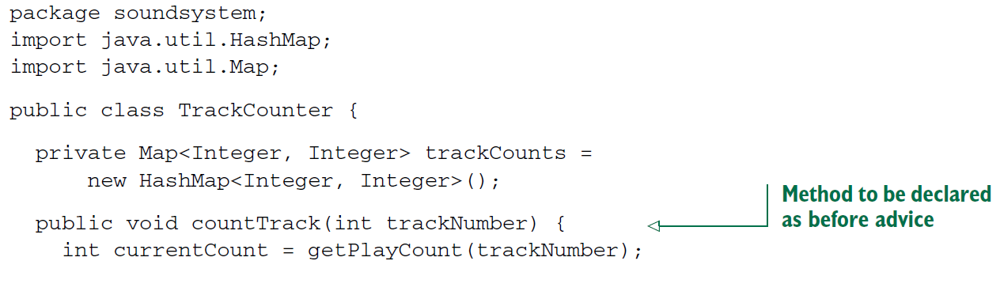 package soundsystem;
import java.util.HashMap;
import java.util.Map;
public class TrackCounter {
private Map<Integer, Integer> trackCounts =
new HashMap<Integer, Integer>();
public void countTrack(int trackNumber) {
int currentCount = getPlayCount(trackNumber);
Method to be declared
as before advice